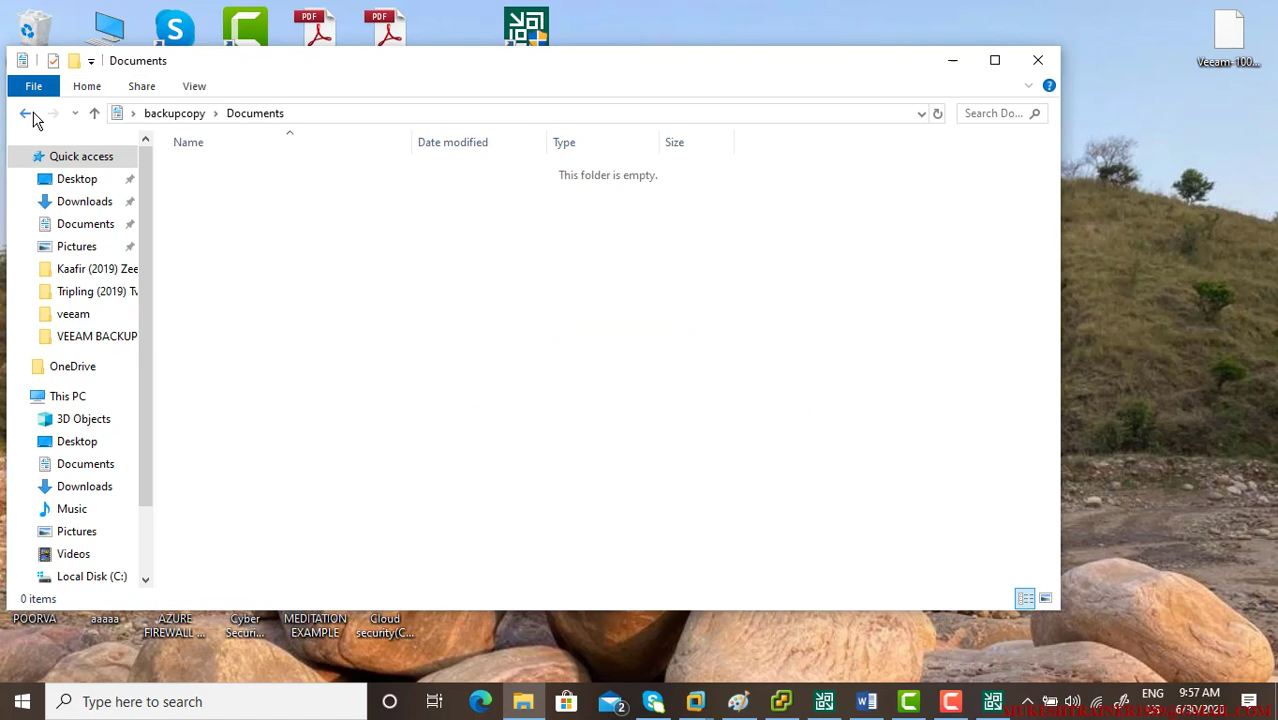 PDF
PDF
Veeam-100...
Documents
File
Home
Share
View
backupcopy
Documents
Search Do...
Name
Date modified
Type
Size
This folder is empty.
Quick access
Desktop
Downloads
Documents
Pictures
Kaafir (2019) Zee
Tripling (2019) Tv
veeam
VEEAM BACKUP
OneDrive
This PC
3D Objects
Desktop
Documents
Downloads
Music
Pictures
Videos
Local Disk (C:)
0 items
POORVA
aaaaa
AZURE
FIREWALL ...
Cyber
Securi...
MEDITATION
EXAMPLE
Cloud
security(C...
Type here to search
2
ENG
9:57 AM
6/30/2020